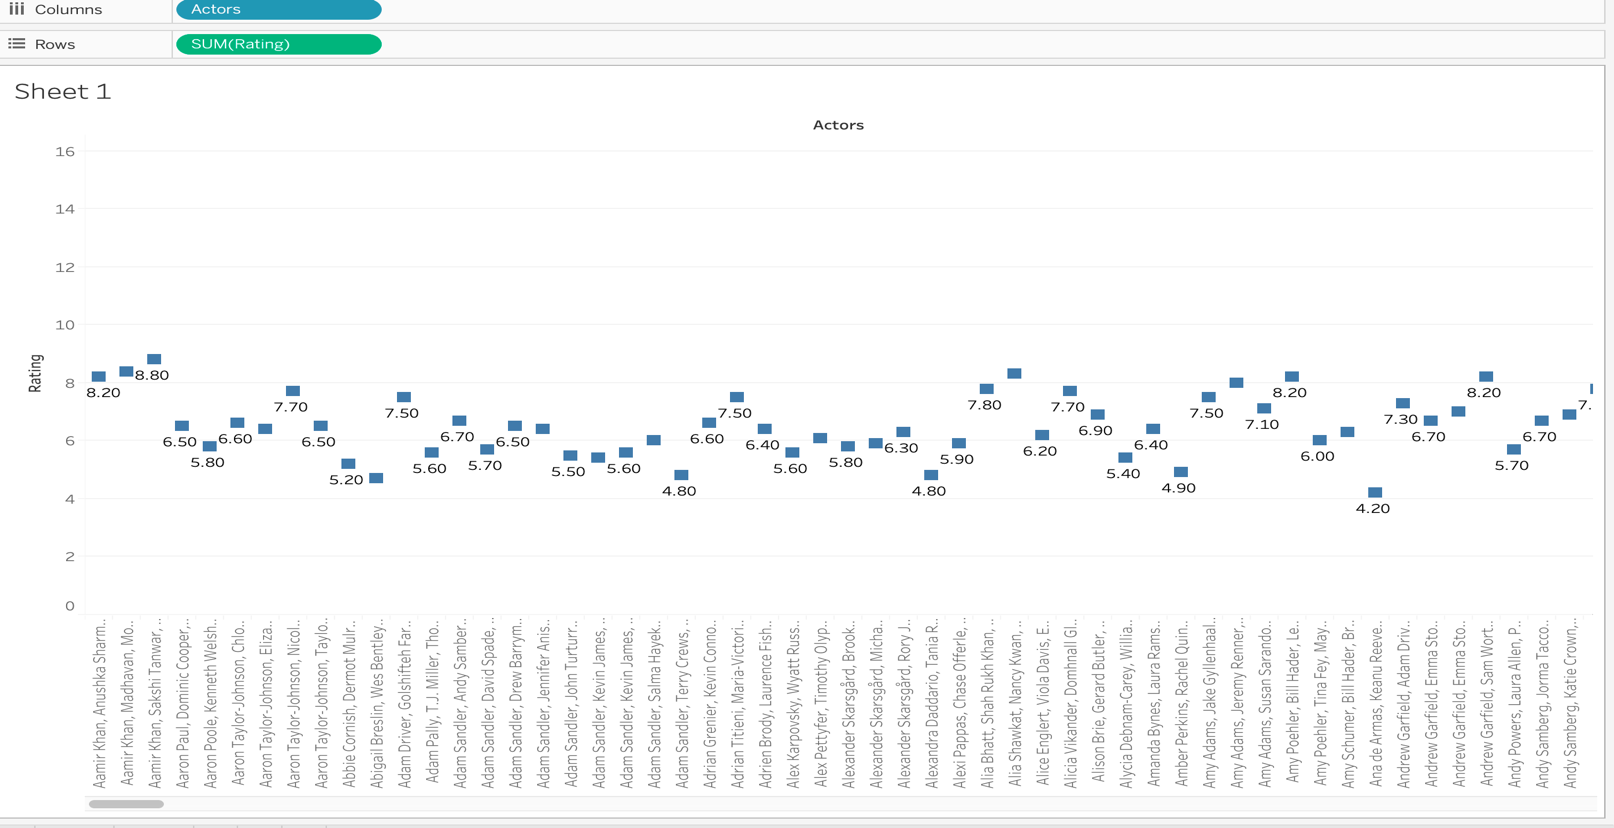 Columns
Actors
Rows
SUM(Rating)
Sheet 1
Actors
Rating
16
14
12
10
8
6
4
2
0
8.20
8.80
6.50
5.80
6.60
7.70
6.50
5.20
7.50
5.60
6.70
5.70
6.50
5.50
5.60
4.80
6.60
7.50
6.40
5.60
5.80
6.30
4.80
5.90
7.80
6.20
7.70
6.90
5.40
6.40
4.90
7.50
7.10
8.20
6.00
4.20
7.30
6.70
8.20
5.70
6.70
7.
Aamir Khan, Anushka Sharm..
Aamir Khan, Madhavan, Mo..
Aamir Khan, Sakshi Tanwar, ..
Aaron Paul, Dominic Cooper,..
Aaron Poole, Kenneth Welsh..
Aaron Taylor-Johnson, Chlo..
Aaron Taylor-Johnson, Eliza..
Aaron Taylor-Johnson, Nicol..
Aaron Taylor-Johnson, Taylo..
Abbie Cornish, Dermot Mulr..
Abigail Breslin, Wes Bentley..
Adam Driver, Golshifteh Far..
Adam Pally, T.J. Miller, Tho..
Adam Sandler, Andy Samber..
Adam Sandler, David Spade, ..
Adam Sandler, Drew Barrym..
Adam Sandler, Jennifer Anis..
Adam Sandler, John Turturr..
Adam Sandler, Kevin James, ..
Adam Sandler, Kevin James, ..
Adam Sandler, Salma Hayek..
Adam Sandler, Terry Crews, ..
Adrian Grenier, Kevin Conno..
Adrian Titieni, Maria-Victori..
Adrien Brody, Laurence Fish..
Alex Karpovsky, Wyatt Russ..
Alex Pettyfer, Timothy Olyp..
Alexander Skarsgård, Brook..
Alexander Skarsgård, Micha..
Alexander Skarsgård, Rory J..
Alexandra Daddario, Tania R..
Alexi Pappas, Chase Offerle, ..
Alia Bhatt, Shah Rukh Khan, ..
Alia Shawkat, Nancy Kwan, ..
Alice Englert, Viola Davis, E..
Alicia Vikander, Domhnall Gl..
Alison Brie, Gerard Butler, ..
Alycia Debnam-Carey, Willia..
Amanda Bynes, Laura Rams..
Amber Perkins, Rachel Quin..
Amy Adams, Jake Gyllenhaal..
Amy Adams, Jeremy Renner,..
Amy Adams, Susan Sarando..
Amy Poehler, Bill Hader, Le..
Amy Poehler, Tina Fey, May..
Amy Schumer, Bill Hader, Br..
Ana de Armas, Keanu Reeve..
Andrew Garfield, Adam Driv..
Andrew Garfield, Emma Sto..
Andrew Garfield, Emma Sto..
Andrew Garfield, Sam Wort..
Andy Powers, Laura Allen, P..
Andy Samberg, Jorma Tacco..
Andy Samberg, Katie Crown,..